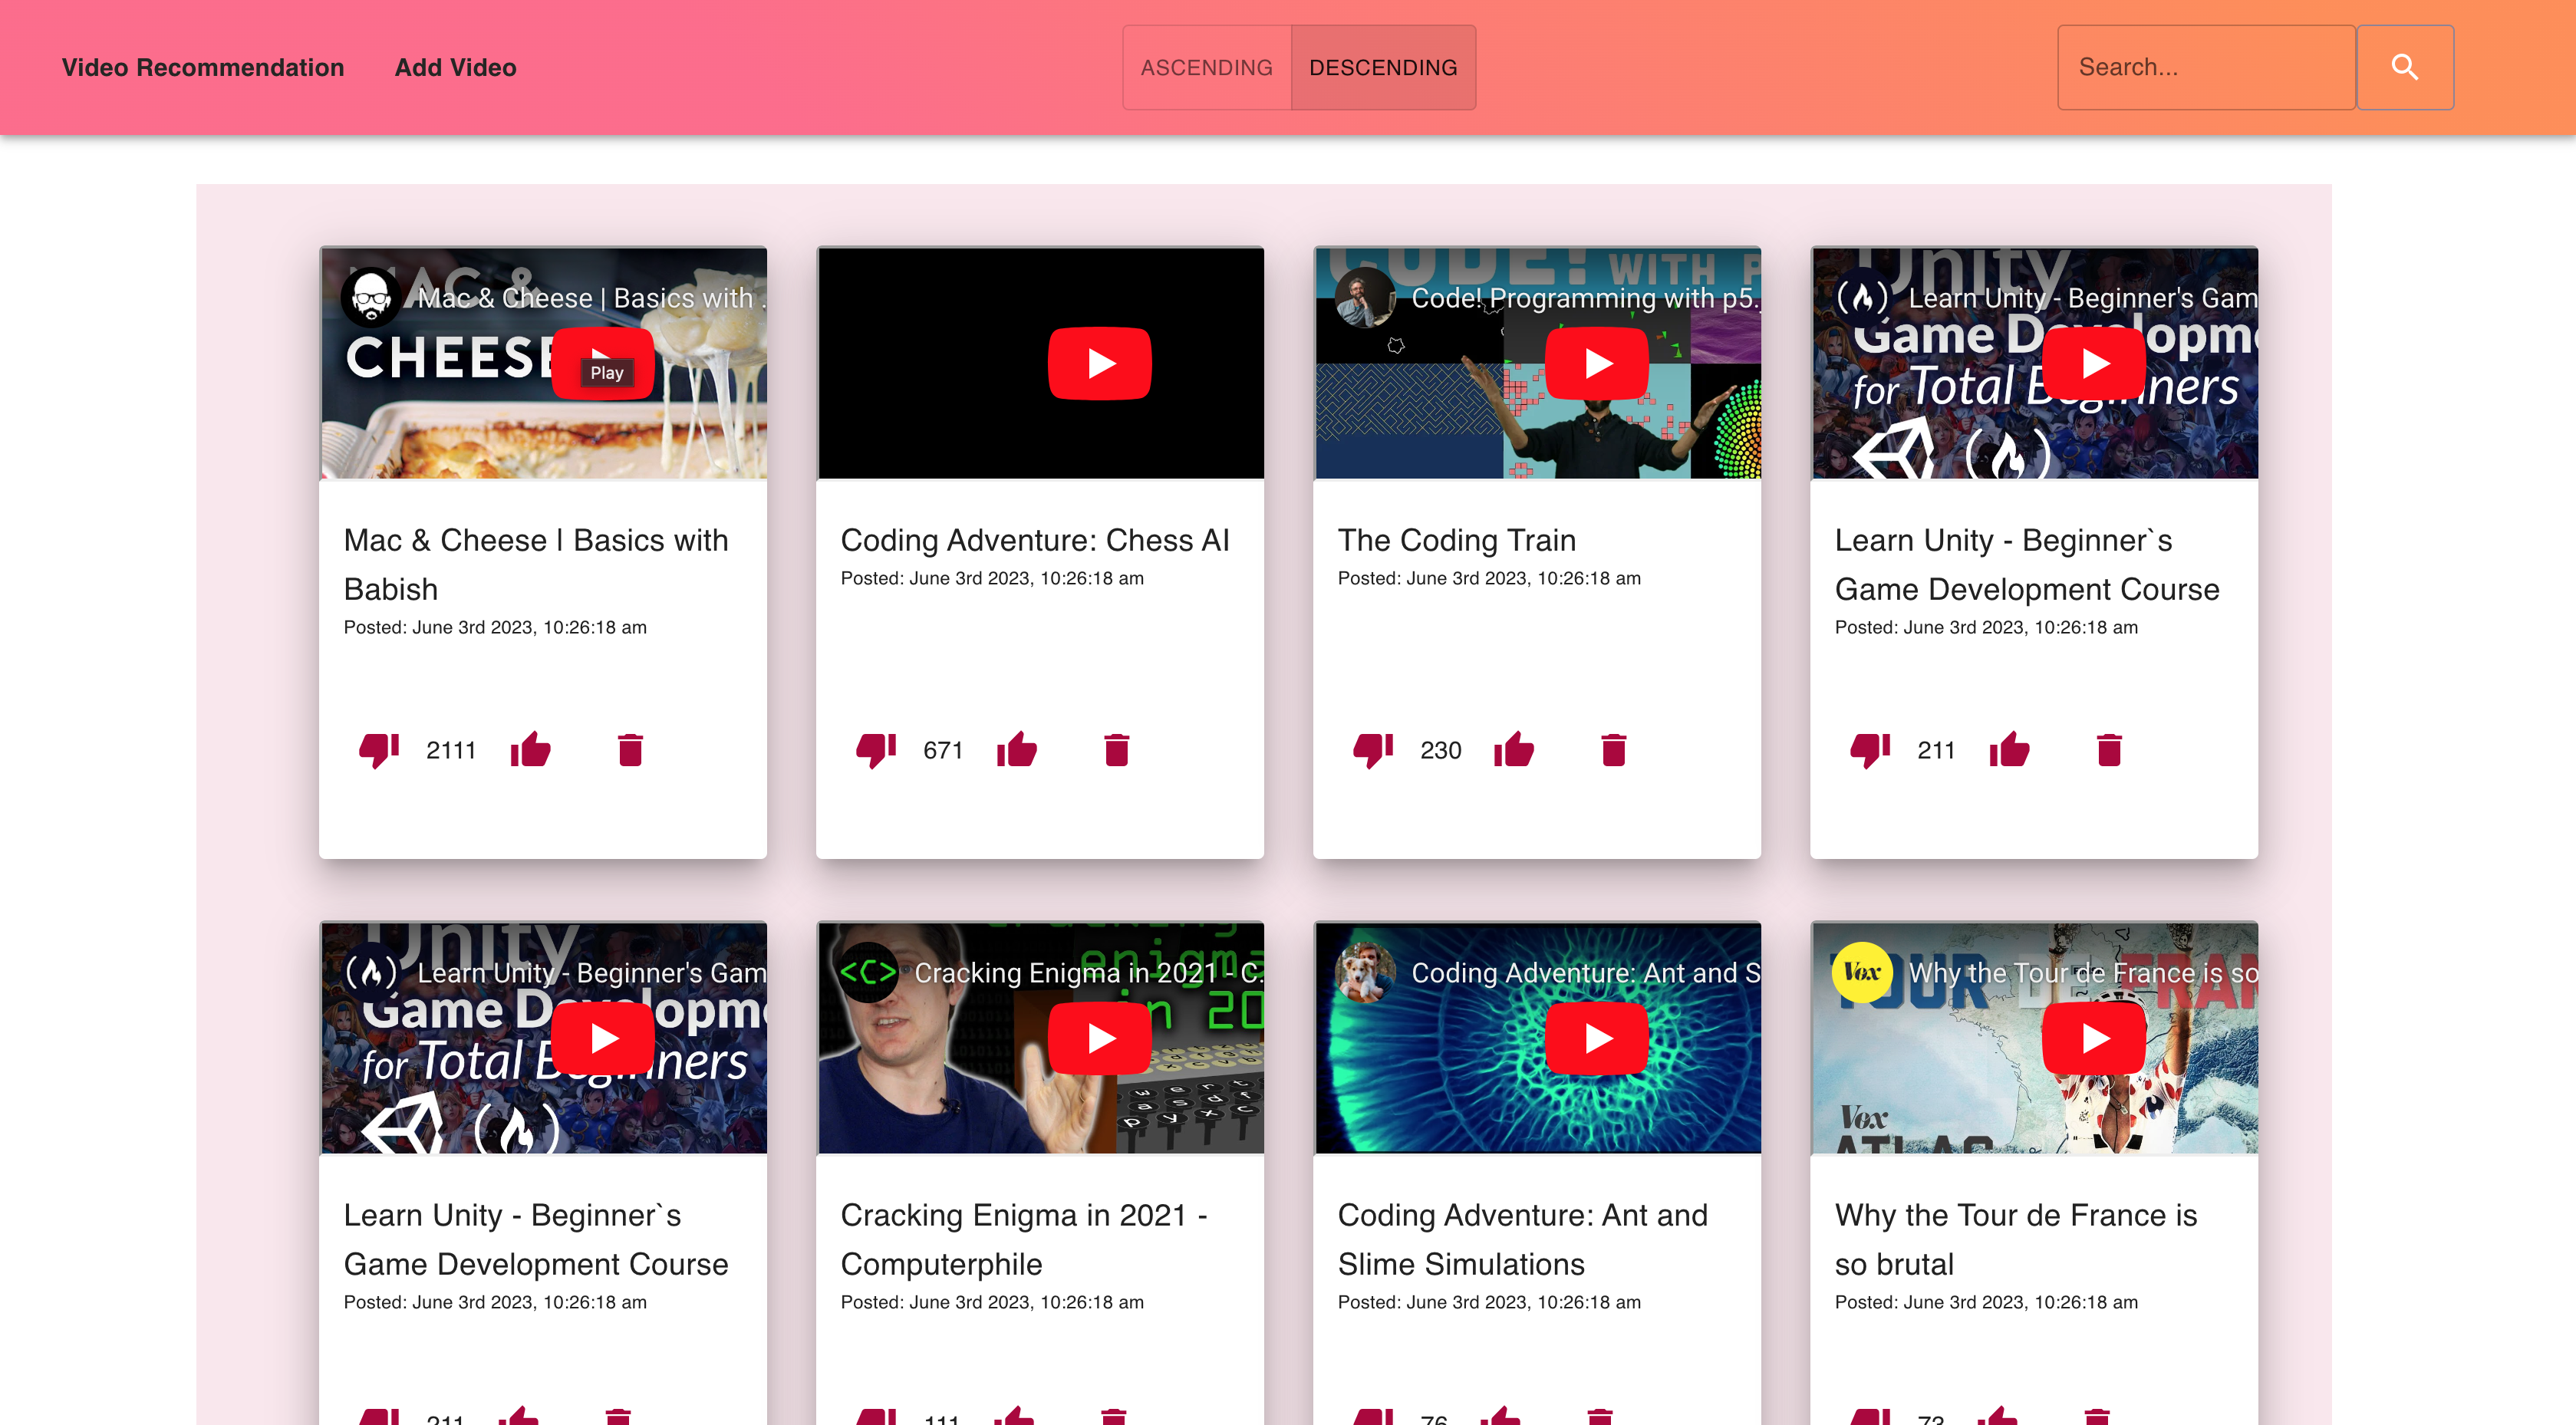 Video Recommendation Add Video ASCENDING DESCENDING Search...
MAC &
Mac & Cheese | Basics with .
CHEESE
Play
Mac & Cheese | Basics with
Babish
Posted: June 3rd 2023, 10:26:18 am
2111
Coding Adventure: Chess AI
Posted: June 3rd 2023, 10:26:18 am
671
CODE! WITH P
Code! Programming with p5.
The Coding Train
Posted: June 3rd 2023, 10:26:18 am
230
Unity
Learn Unity - Beginner's Gam
Game Developme
for Total Beginners
Learn Unity - Beginner`s
Game Development Course
Posted: June 3rd 2023, 10:26:18 am
211
Unity
Learn Unity - Beginner's Gam
Game Developme
for Total Beginners
Learn Unity - Beginner`s
Game Development Course
Posted: June 3rd 2023, 10:26:18 am
211
<C>
Cracking Enigma in 2021 - C.
enigma
in 20
w e r t
a s d f
p y x c
Cracking Enigma in 2021 -
Computerphile
Posted: June 3rd 2023, 10:26:18 am
111
Coding Adventure: Ant and S
Coding Adventure: Ant and
Slime Simulations
Posted: June 3rd 2023, 10:26:18 am
76
Vox
Why the Tour de France is so
TOUR DE FRAN
Vox
ATLAS
Why the Tour de France is
so brutal
Posted: June 3rd 2023, 10:26:18 am
73